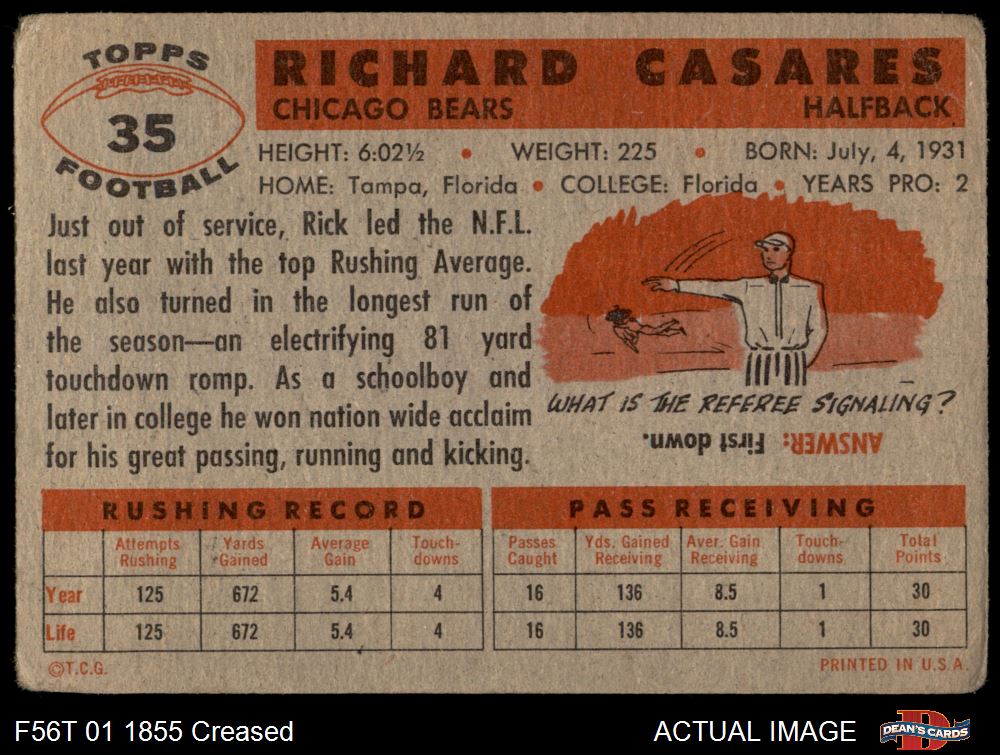 TOPPS
35
FOOTBALL
RICHARD CASARES
CHICAGO BEARS HALFBACK
HEIGHT: 6:02½ • WEIGHT: 225 • BORN: July, 4, 1931
HOME: Tampa, Florida • COLLEGE: Florida • YEARS PRO: 2
Just out of service, Rick led the N.F.L.
last year with the top Rushing Average.
He also turned in the longest run of
the season—an electrifying 81 yard
touchdown romp. As a schoolboy and
later in college he won nation wide acclaim
for his great passing, running and kicking.
WHAT IS THE REFEREE SIGNALING?
ANSWER: First down.
RUSHING RECORD
Attempts Rushing Yards Gained Average Gain Touch-downs
Year 125 672 5.4 4
Life 125 672 5.4 4
PASS RECEIVING
Passes Caught Yds. Gained Receiving Aver. Gain Receiving Touch-downs Total Points
16 136 8.5 1 30
16 136 8.5 1 30
©T.C.G. PRINTED IN U.S.A.
F56T 01 1855 Creased ACTUAL IMAGE
D
DEAN'S CARDS